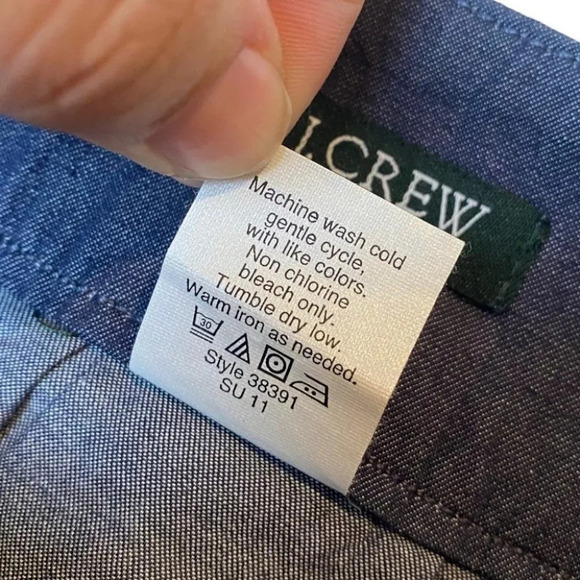 J.CREW
Machine wash cold
gentle cycle,
with like colors.
Non chlorine
bleach only.
Tumble dry low.
Warm iron as needed.
30
Style 38391
SU 11